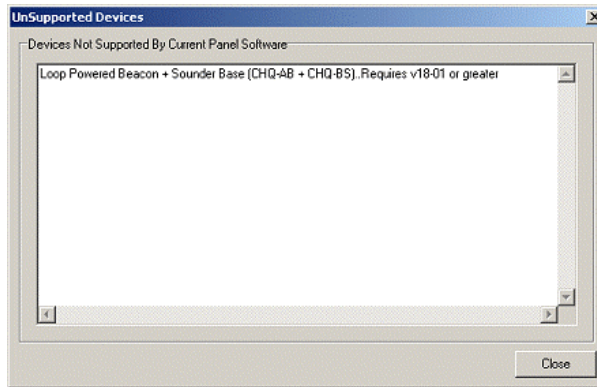 UnSupported Devices
Devices Not Supported By Current Panel Software
Loop Powered Beacon + Sounder Base (CHQ-AB + CHQ-BS)..Requires v18-01 or greater
Close